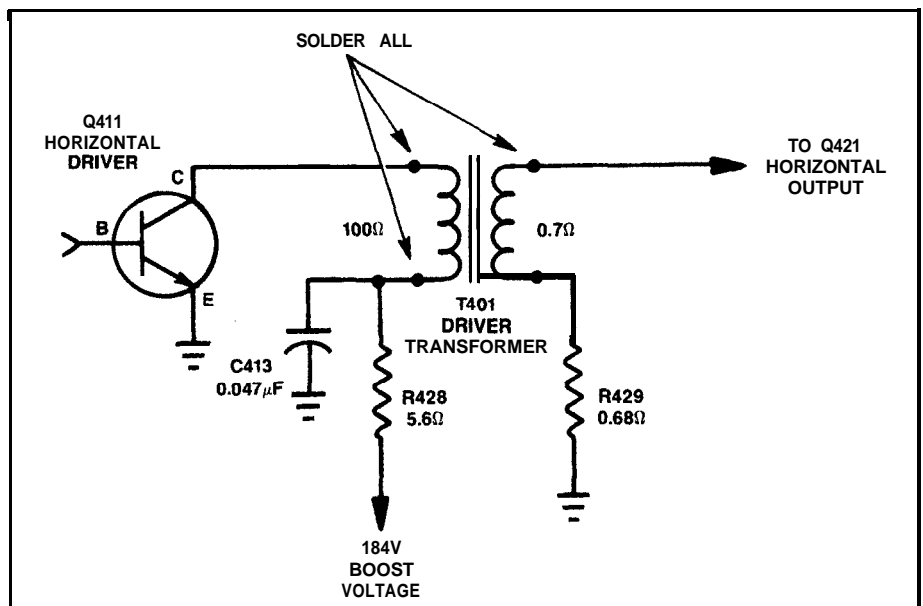 SOLDER ALL
Q411
HORIZONTAL
DRIVER
C
B
E
100Ω
0.7Ω
TO Q421
HORIZONTAL
OUTPUT
T401
DRIVER
TRANSFORMER
C413
0.047µF
R428
5.6Ω
R429
0.68Ω
184V
BOOST
VOLTAGE